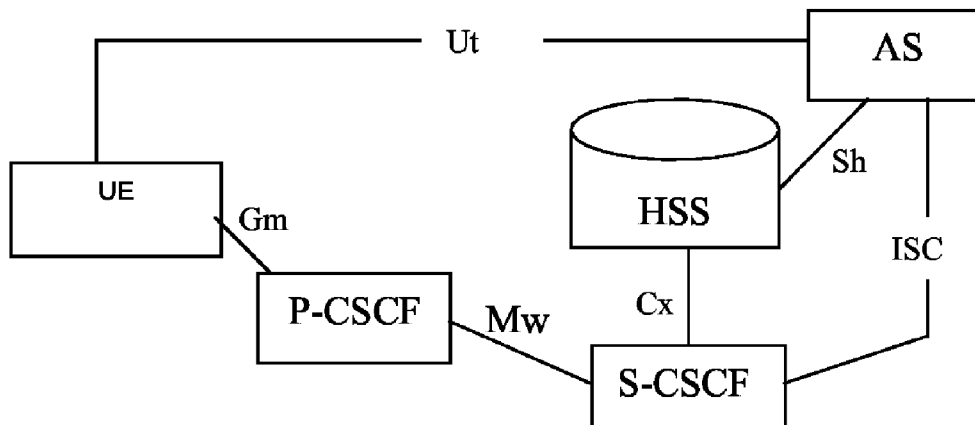 Ut
AS
Sh
UE
HSS
Gm
ISC
P-CSCF
Mw
Cx
S-CSCF